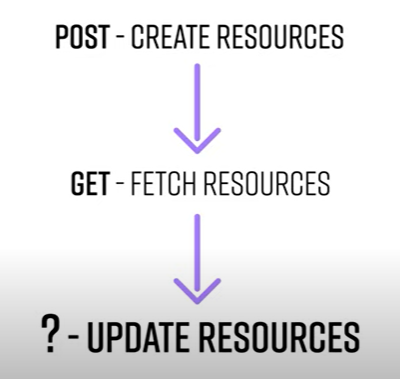 POST - CREATE RESOURCES
GET - FETCH RESOURCES
? - UPDATE RESOURCES